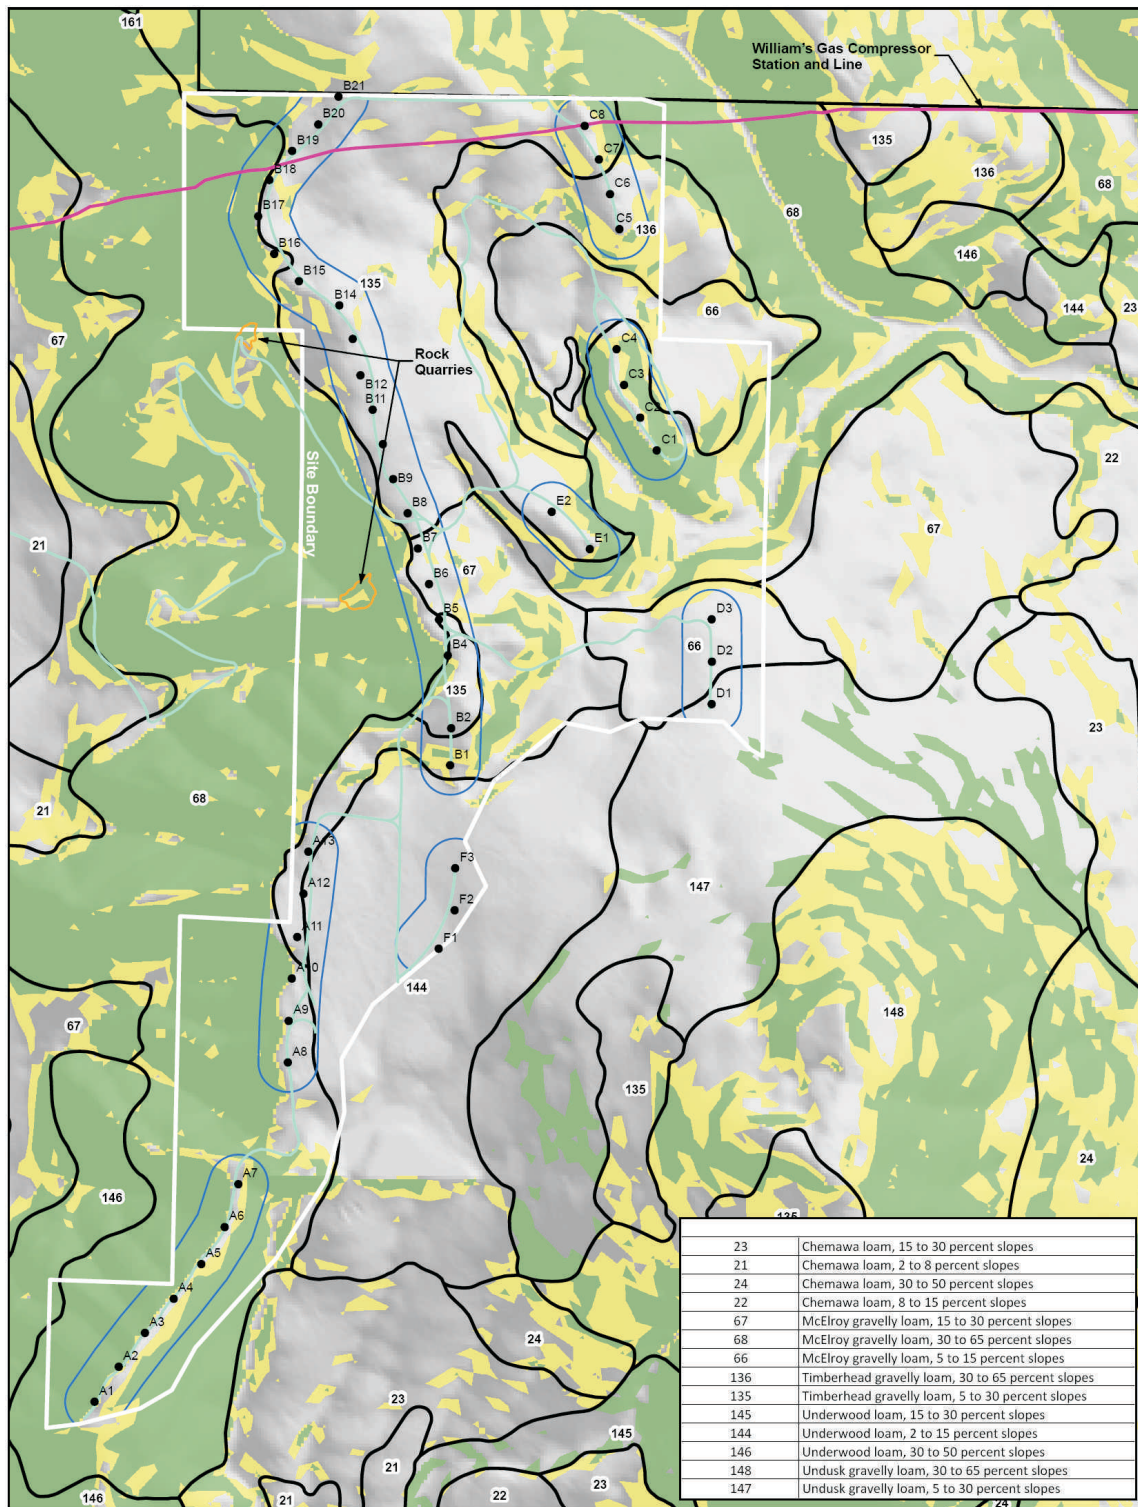 161
William's Gas Compressor
Station and Line
B21
B20
B19
B18
B17
B16
B15
B14
B12
B11
B9
B8
B7
B6
B5
B4
B2
B1
C8
C7
C6
C5
C4
C3
C2
C1
E2
E1
D3
D2
D1
F3
F2
F1
A13
A12
A11
A10
A9
A8
A7
A6
A5
A4
A3
A2
A1
Rock
Quarries
Site Boundary
135
136
68
68
146
144
23
136
135
66
67
22
67
21
67
66
135
23
21
68
147
144
148
67
135
146
24
135
24
23
145
21
22
23
21
146
24
23 Chemawa loam, 15 to 30 percent slopes
21 Chemawa loam, 2 to 8 percent slopes
24 Chemawa loam, 30 to 50 percent slopes
22 Chemawa loam, 8 to 15 percent slopes
67 McElroy gravelly loam, 15 to 30 percent slopes
68 McElroy gravelly loam, 30 to 65 percent slopes
66 McElroy gravelly loam, 5 to 15 percent slopes
136 Timberhead gravelly loam, 30 to 65 percent slopes
135 Timberhead gravelly loam, 5 to 30 percent slopes
145 Underwood loam, 15 to 30 percent slopes
144 Underwood loam, 2 to 15 percent slopes
146 Underwood loam, 30 to 50 percent slopes
148 Undusk gravelly loam, 30 to 65 percent slopes
147 Undusk gravelly loam, 5 to 30 percent slopes